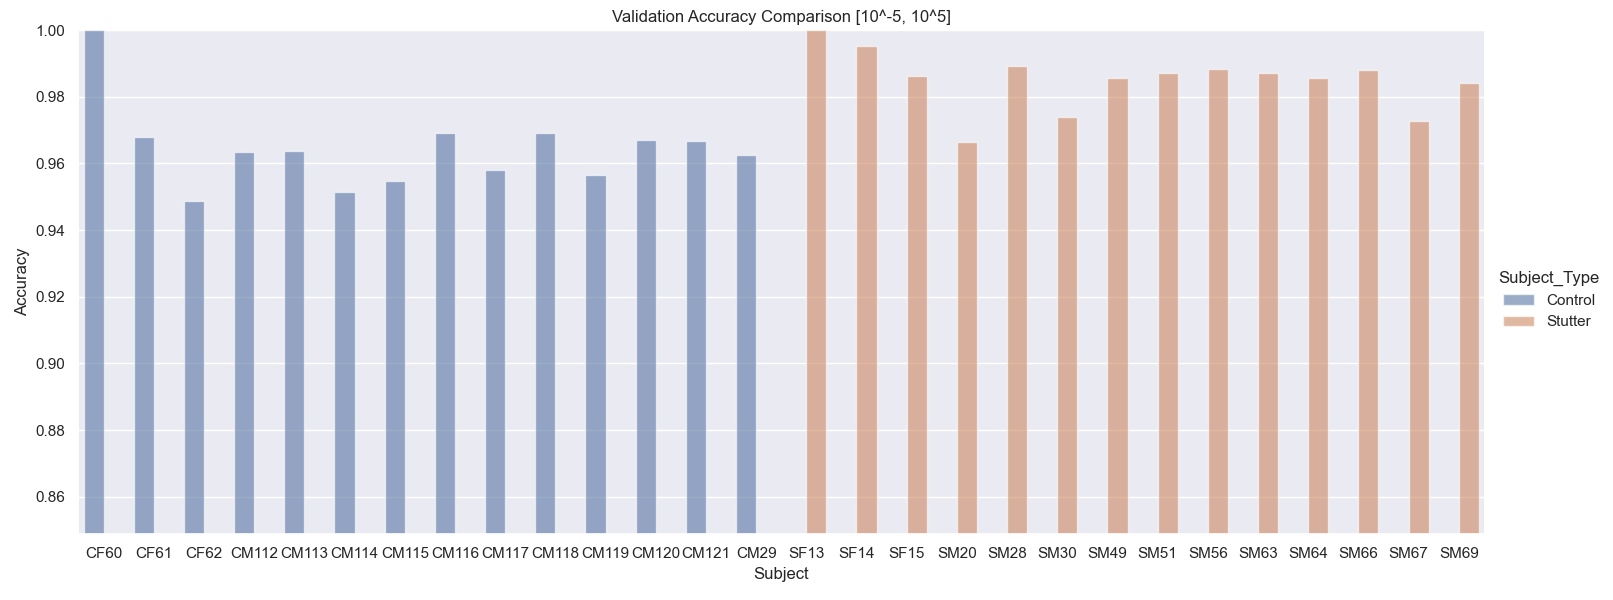 Validation Accuracy Comparison [10^-5, 10^5]
1.00
0.98
0.96
0.94
0.92
0.90
0.88
0.86
Accuracy
CF60 CF61 CF62 CM112 CM113 CM114 CM115 CM116 CM117 CM118 CM119 CM120 CM121 CM29 SF13 SF14 SF15 SM20 SM28 SM30 SM49 SM51 SM56 SM63 SM64 SM66 SM67 SM69
Subject
Subject_Type
Control
Stutter